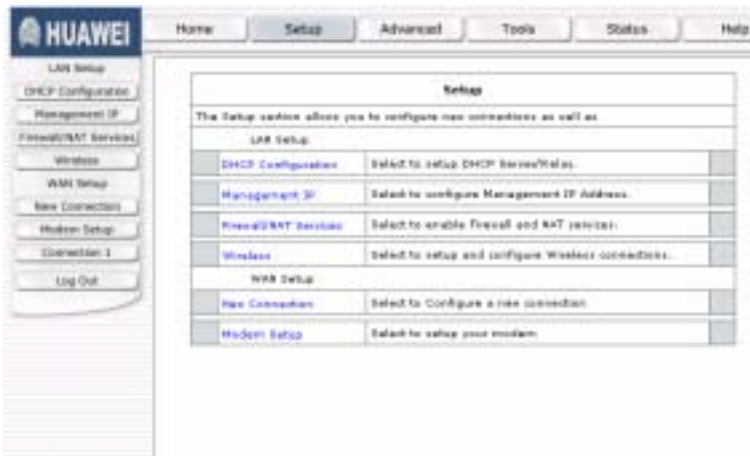 HUAWEI
Home Setup Advanced Tools Status Help
LAN Setup
DHCP Configuration
Management IP
Firewall/NAT Services
Wireless
WAN Setup
New Connection
Modem Setup
Connection 1
Log Out
Setup
The Setup section allows you to configure new connections as well as
LAN Setup
DHCP Configuration Select to setup DHCP Server/Relay.
Management IP Select to configure Management IP Address.
Firewall/NAT Services Select to enable Firewall and NAT services.
Wireless Select to setup and configure Wireless connections.
WAN Setup
New Connection Select to Configure a new connection
Modem Setup Select to setup your modem